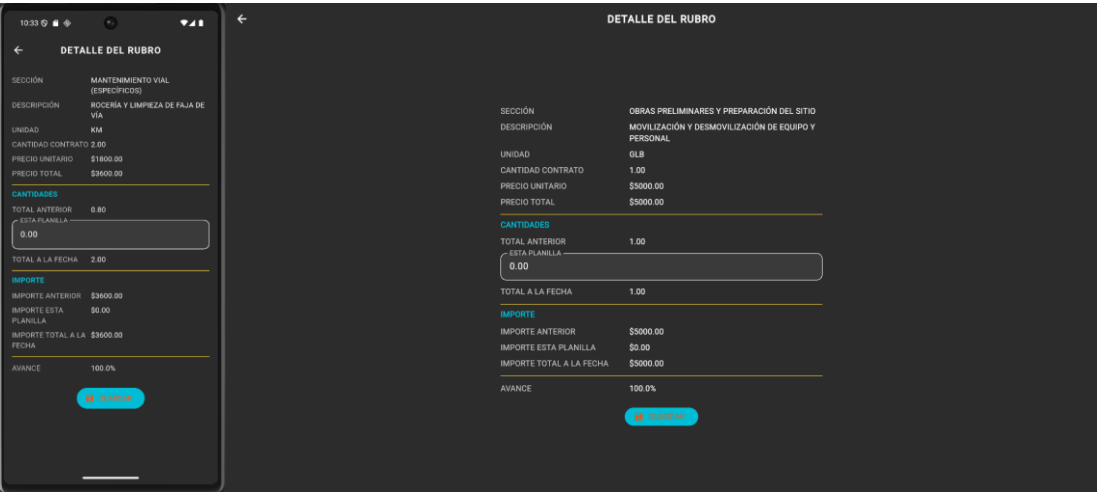 10:33
DETALLE DEL RUBRO
SECCIÓN MANTENIMIENTO VIAL
(ESPECÍFICOS)
DESCRIPCIÓN ROCERÍA Y LIMPIEZA DE FAJA DE
VÍA
UNIDAD KM
CANTIDAD CONTRATO 2.00
PRECIO UNITARIO $1800.00
PRECIO TOTAL $3600.00
CANTIDADES
TOTAL ANTERIOR 0.80
ESTA PLANILLA
0.00
TOTAL A LA FECHA 2.00
IMPORTE
IMPORTE ANTERIOR $3600.00
IMPORTE ESTA $0.00
PLANILLA
IMPORTE TOTAL A LA $3600.00
FECHA
AVANCE 100.0%
DETALLE DEL RUBRO
SECCIÓN OBRAS PRELIMINARES Y PREPARACIÓN DEL SITIO
DESCRIPCIÓN MOVILIZACIÓN Y DESMOVILIZACIÓN DE EQUIPO Y
PERSONAL
UNIDAD GLB
CANTIDAD CONTRATO 1.00
PRECIO UNITARIO $5000.00
PRECIO TOTAL $5000.00
CANTIDADES
TOTAL ANTERIOR 1.00
ESTA PLANILLA
0.00
TOTAL A LA FECHA 1.00
IMPORTE
IMPORTE ANTERIOR $5000.00
IMPORTE ESTA PLANILLA $0.00
IMPORTE TOTAL A LA FECHA $5000.00
AVANCE 100.0%